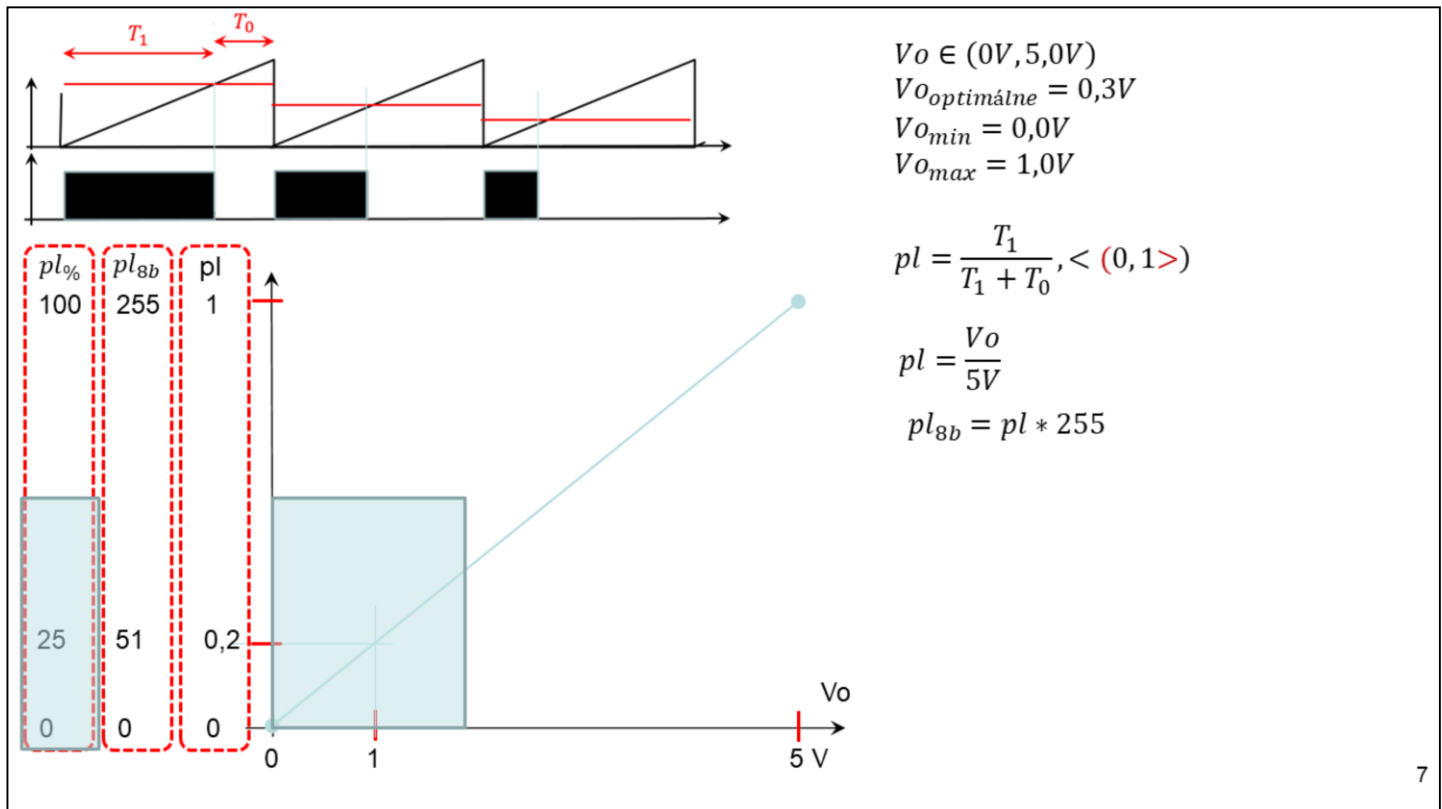 T₁ T₀
Vo ∈ (0V, 5,0V)
Vo_optimálne = 0,3V
Vo_min = 0,0V
Vo_max = 1,0V
pl = T₁ / (T₁ + T₀), < (0, 1>)
pl = Vo / 5V
pl_8b = pl * 255
pl_% pl_8b pl
100 255 1
25 51 0,2
0 0 0
Vo
0 1 5 V
7